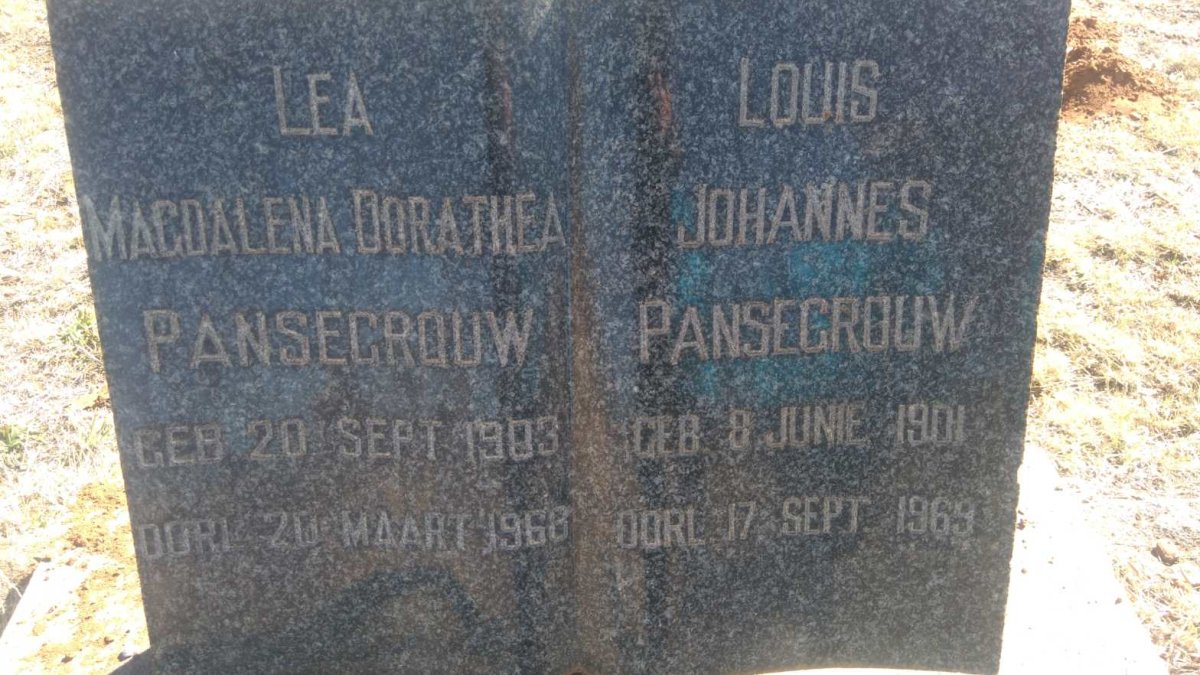 LEA
MAGDALENA DORATHEA
PANSEGROUW
GEB 20 SEPT 1903
OORL 20 MAART 1968
LOUIS
JOHANNES
PANSEGROUW
GEB. 8 JUNIE 1901
OORL 17 SEPT 1969